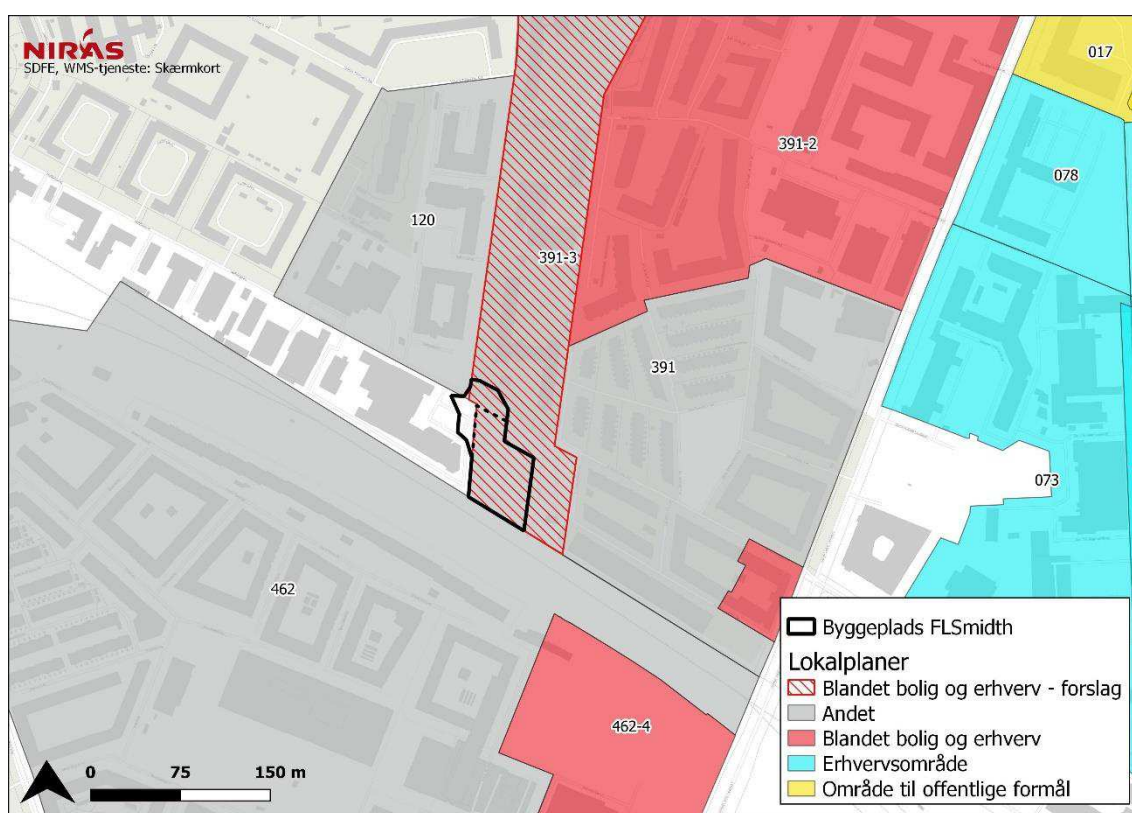 NIRÁS
SDFE, WMS-tjeneste: Skærmkort
017
391-2
078
120
391-3
391
073
462
462-4
Byggeplads FLSmidth
Lokalplaner
Blandet bolig og erhverv - forslag
Andet
Blandet bolig og erhverv
Erhvervsområde
Område til offentlige formål
0 75 150 m